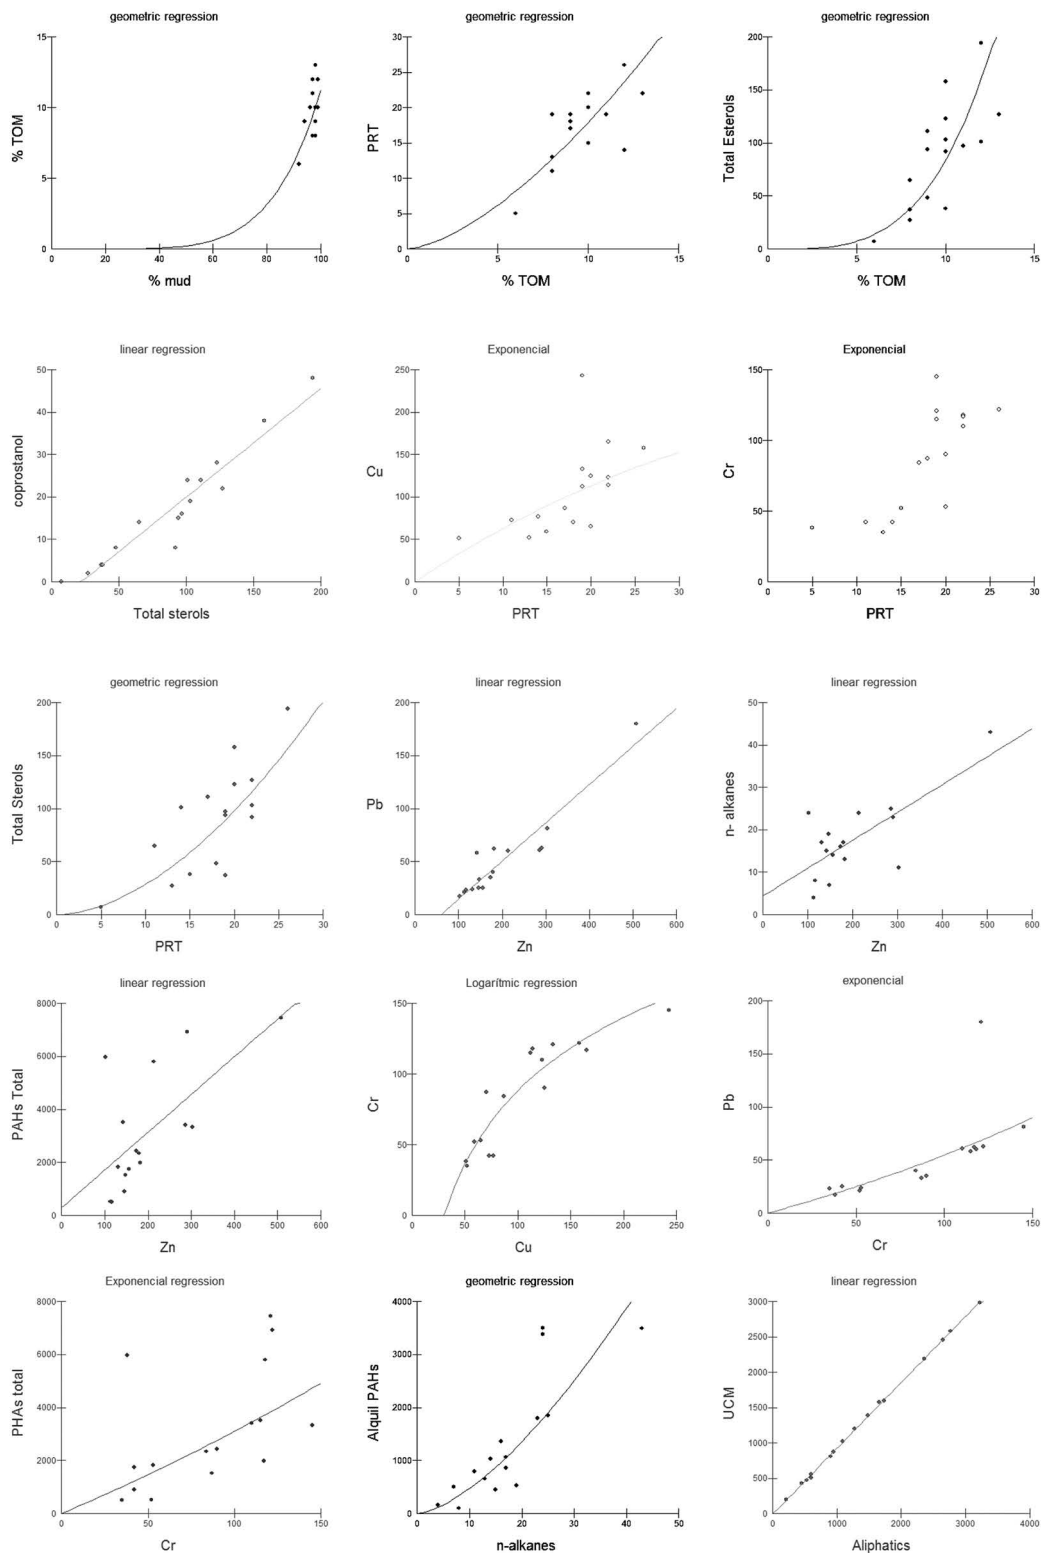 geometric regression
15
10
5
0
% TOM
0 20 40 60 80 100
% mud
geometric regression
30
25
20
15
10
5
0
PRT
0 5 10 15
% TOM
geometric regression
200
150
100
50
0
Total Esterols
0 5 10 15
% TOM
linear regression
50
40
30
20
10
0
coprostanol
0 50 100 150 200
Total sterols
Exponencial
250
200
150
100
50
0
Cu
0 5 10 15 20 25 30
PRT
Exponencial
150
100
50
0
Cr
0 5 10 15 20 25 30
PRT
geometric regression
200
150
100
50
0
Total Sterols
0 5 10 15 20 25 30
PRT
linear regression
200
150
100
50
0
Pb
0 100 200 300 400 500 600
Zn
linear regression
50
40
30
20
10
0
n- alkanes
0 100 200 300 400 500 600
Zn
linear regression
8000
6000
4000
2000
0
PAHs Total
0 100 200 300 400 500 600
Zn
Logarítmic regression
150
100
50
0
Cr
0 50 100 150 200 250
Cu
exponencial
200
150
100
50
0
Pb
0 50 100 150
Cr
Exponencial regression
8000
6000
4000
2000
0
PHAs total
0 50 100 150
Cr
geometric regression
4000
3000
2000
1000
0
Alquil PAHs
0 10 20 30 40 50
n-alkanes
linear regression
3000
2500
2000
1500
1000
500
0
UCM
0 1000 2000 3000 4000
Aliphatics